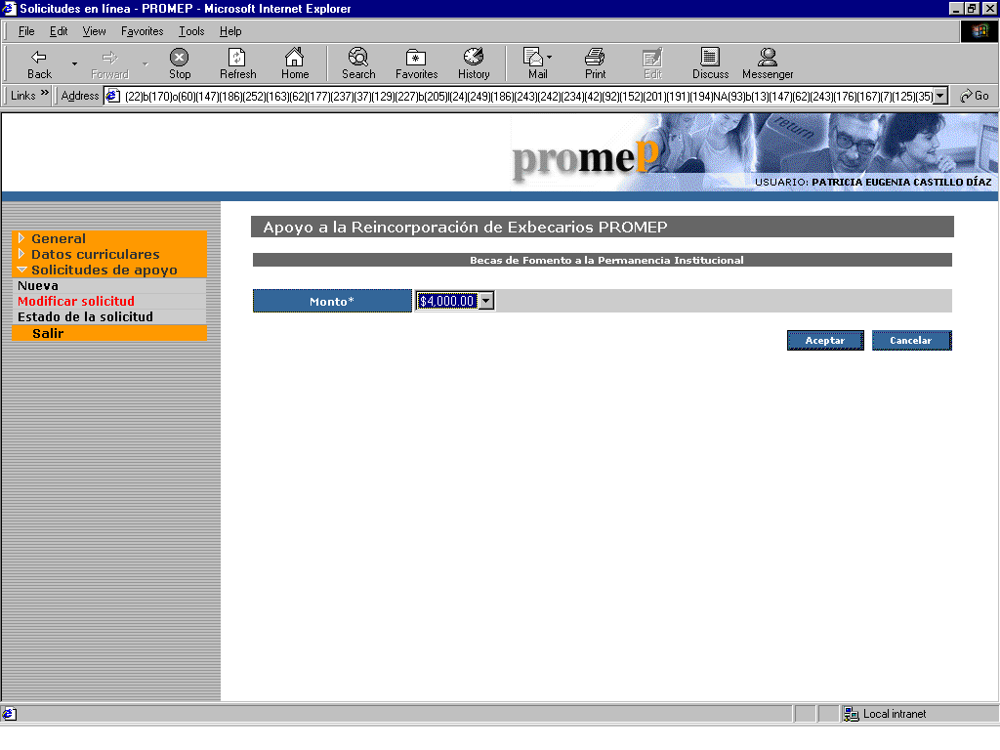 Solicitudes en línea - PROMEP - Microsoft Internet Explorer
File Edit View Favorites Tools Help
Back Forward Stop Refresh Home Search Favorites History Mail Print Edit Discuss Messenger
Links » Address (22)b(170)o(60)(147)(186)(252)(163)(62)(177)(237)(37)(129)(227)b(205)(24)(249)(186)(243)(242)(234)(42)(92)(152)(201)(191)(194)NA(93)b(13)(147)(62)(243)(176)(167)(7)(125)(35) Go
promep
return
USUARIO: PATRICIA EUGENIA CASTILLO DÍAZ
General
Datos curriculares
Solicitudes de apoyo
Nueva
Modificar solicitud
Estado de la solicitud
Salir
Apoyo a la Reincorporación de Exbecarios PROMEP
Becas de Fomento a la Permanencia Institucional
Monto* $4,000.00
Aceptar Cancelar
Local intranet